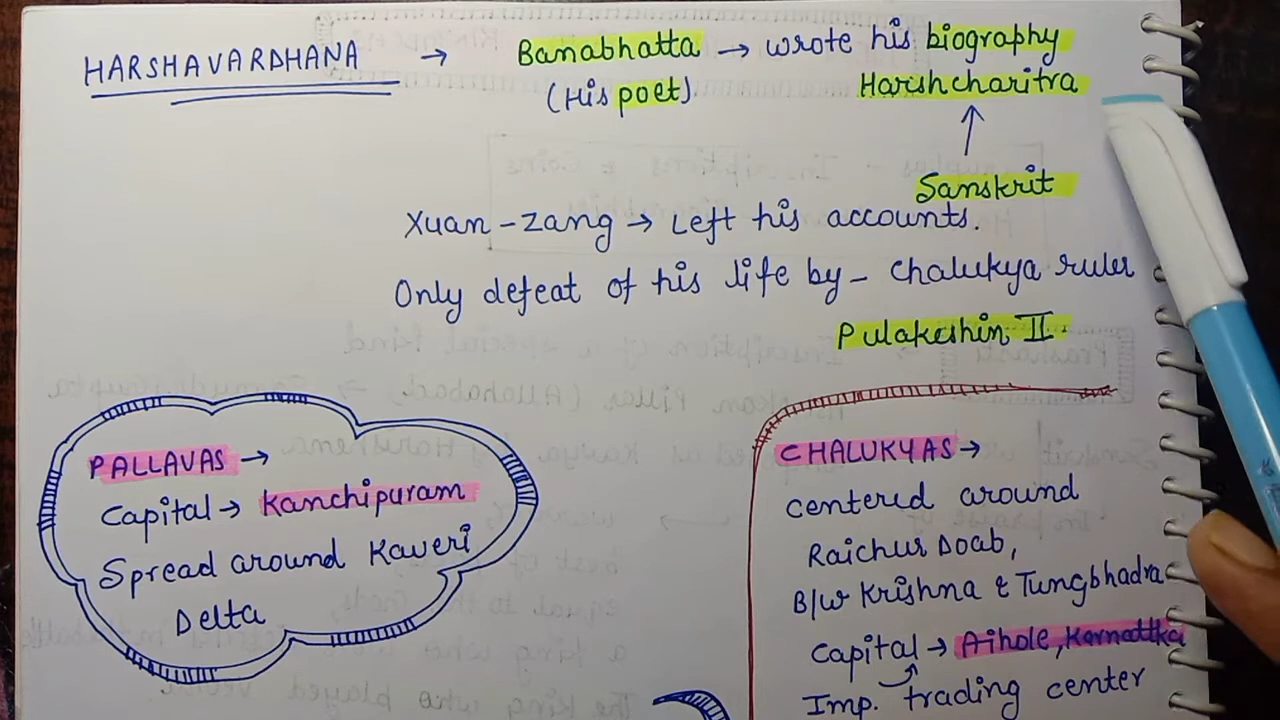 HARSHAVARDHANA → Banabhatta → wrote his biography
(His poet) Harshcharitra
↑
Sanskrit
Xuan-zang → Left his accounts.
Only defeat of his life by - Chalukya ruler
Pulakeshin II
PALLAVAS →
Capital → Kanchipuram
Spread around Kaveri
Delta
CHALUKYAS →
centered around
Raichur Doab,
B/W Krishna & Tungbhadra
Capital → Aihole, Karnattka
Imp. trading center